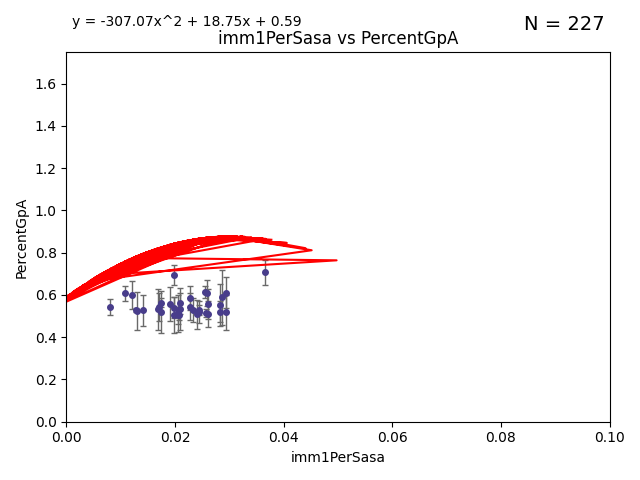 y = -307.07x^2 + 18.75x + 0.59
N = 227
imm1PerSasa vs PercentGpA
1.6
1.4
1.2
1.0
0.8
0.6
0.4
0.2
0.0
PercentGpA
0.00 0.02 0.04 0.06 0.08 0.10
imm1PerSasa